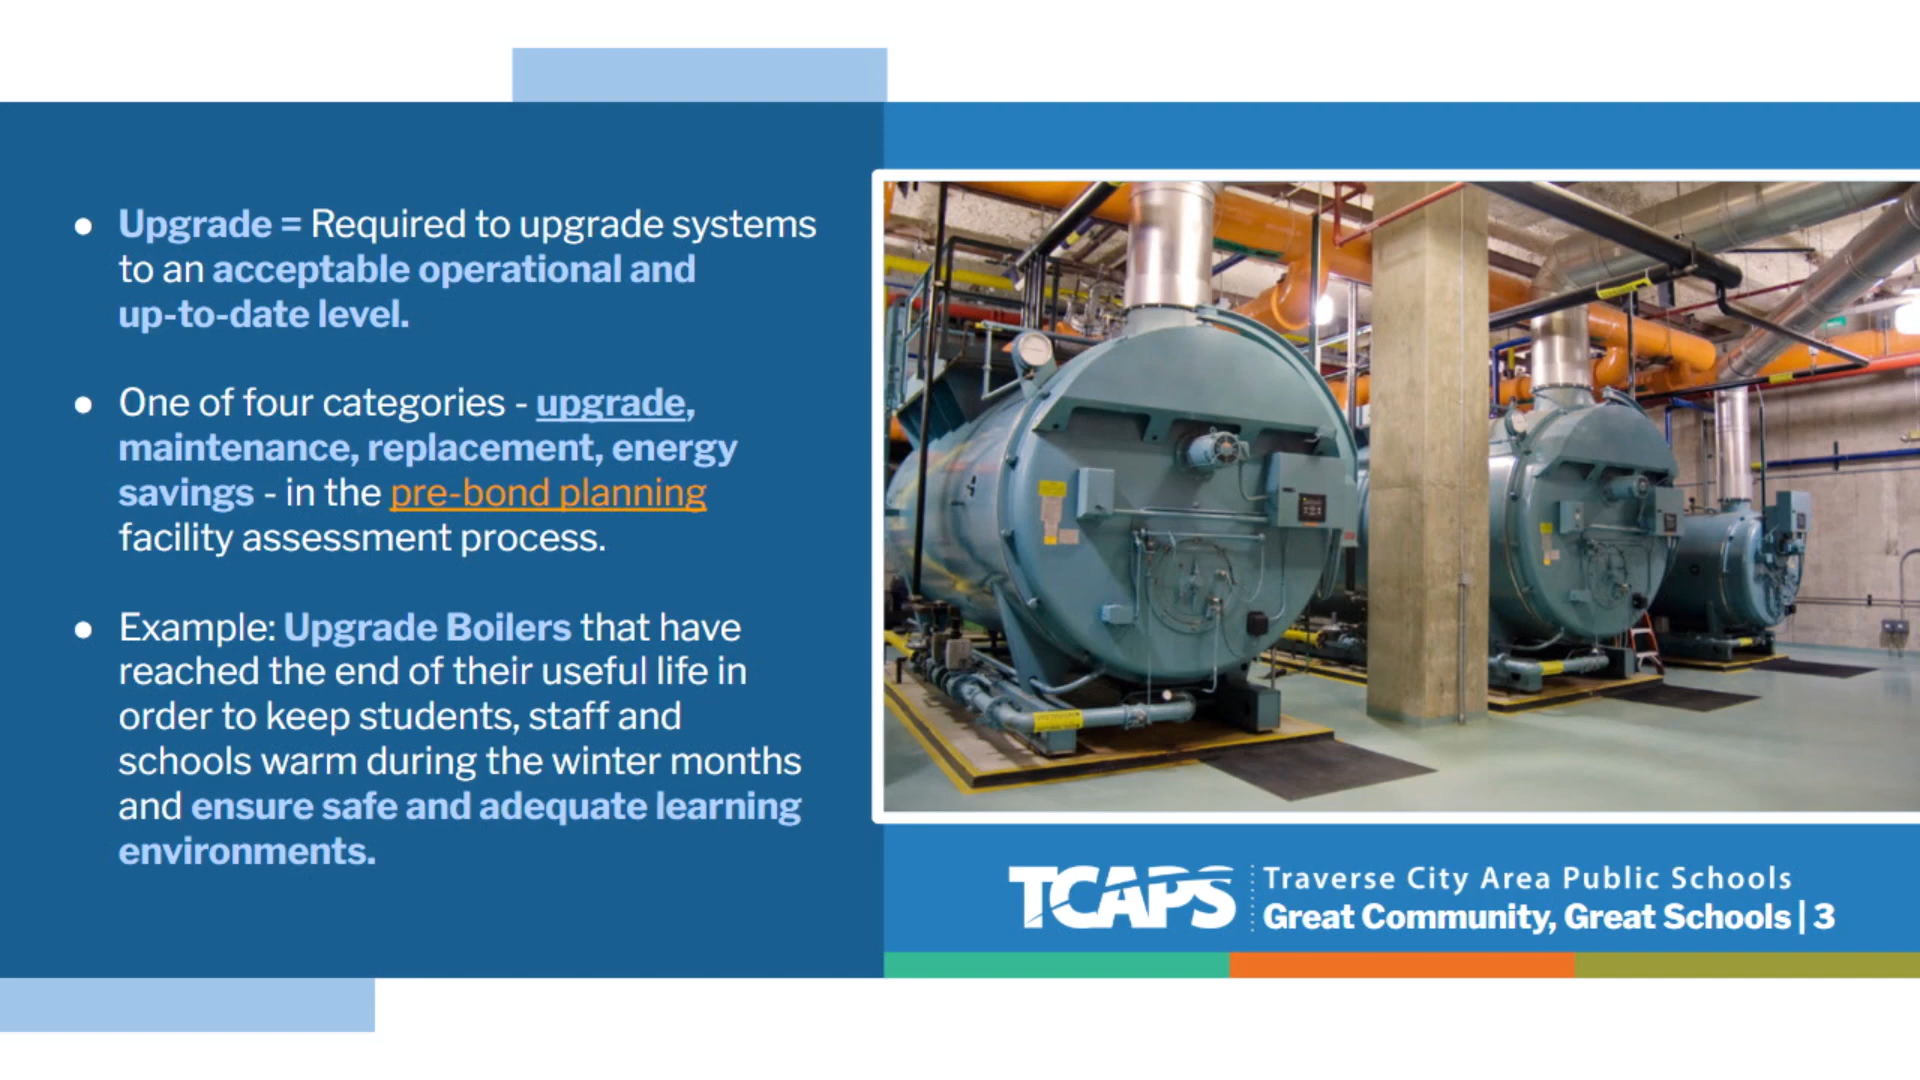 ● Upgrade = Required to upgrade systems
to an acceptable operational and
up-to-date level.
● One of four categories - upgrade,
maintenance, replacement, energy
savings - in the pre-bond planning
facility assessment process.
● Example: Upgrade Boilers that have
reached the end of their useful life in
order to keep students, staff and
schools warm during the winter months
and ensure safe and adequate learning
environments.
TCAPS
Traverse City Area Public Schools
Great Community, Great Schools | 3